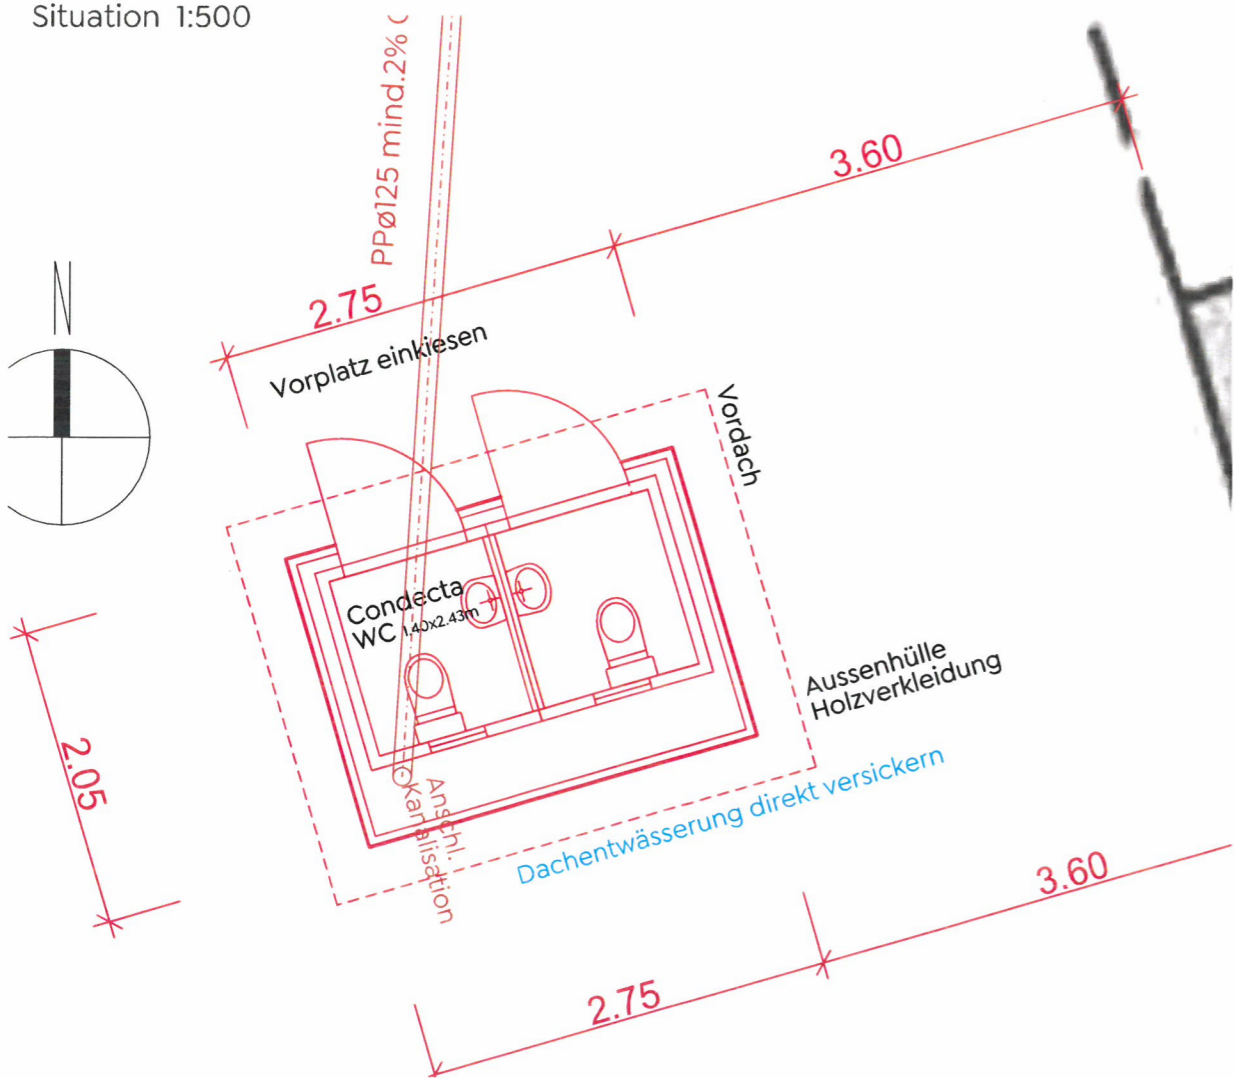 Situation 1:500
PPø125 mind.2%
3.60
2.75
N
Vorplatz einkiesen
Vordach
Condecta
WC 1.40x2.43m
Aussenhülle
Holzverkleidung
2.05
Anschl.
Kanalisation
Dachentwässerung direkt versickern
3.60
2.75